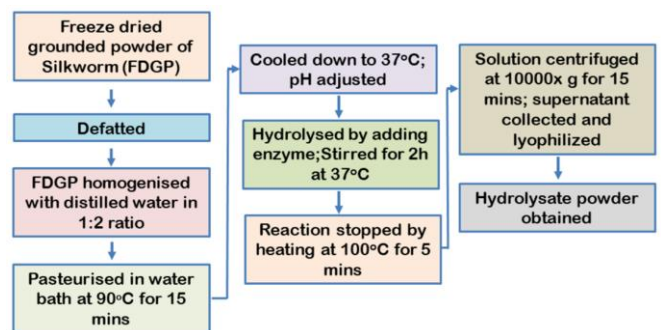 Freeze dried
grounded powder of
Silkworm (FDGP)
Defatted
FDGP homogenised
with distilled water in
1:2 ratio
Pasteurised in water
bath at 90°C for 15
mins
Cooled down to 37°C;
pH adjusted
Hydrolysed by adding
enzyme;Stirred for 2h
at 37°C
Reaction stopped by
heating at 100°C for 5
mins
Solution centrifuged
at 10000x g for 15
mins; supernatant
collected and
lyophilized
Hydrolysate powder
obtained